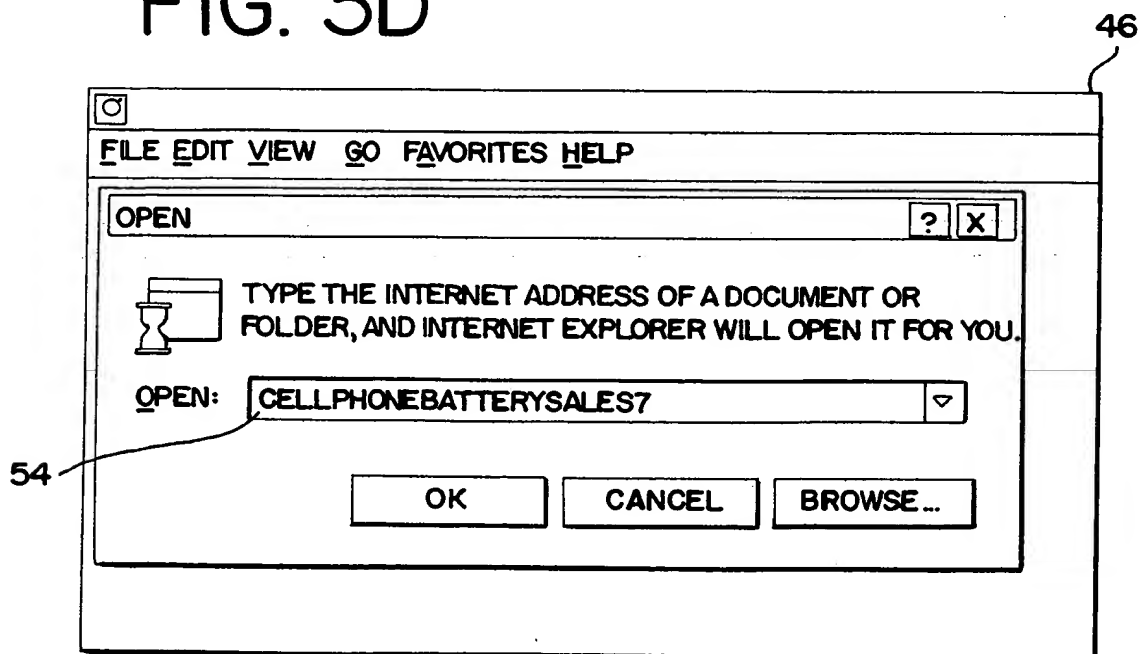 FIG. 5D
46
FILE EDIT VIEW GO FAVORITES HELP
OPEN
? X
TYPE THE INTERNET ADDRESS OF A DOCUMENT OR
FOLDER, AND INTERNET EXPLORER WILL OPEN IT FOR YOU.
OPEN: CELLPHONEBATTERYSALES7
54
OK CANCEL BROWSE...